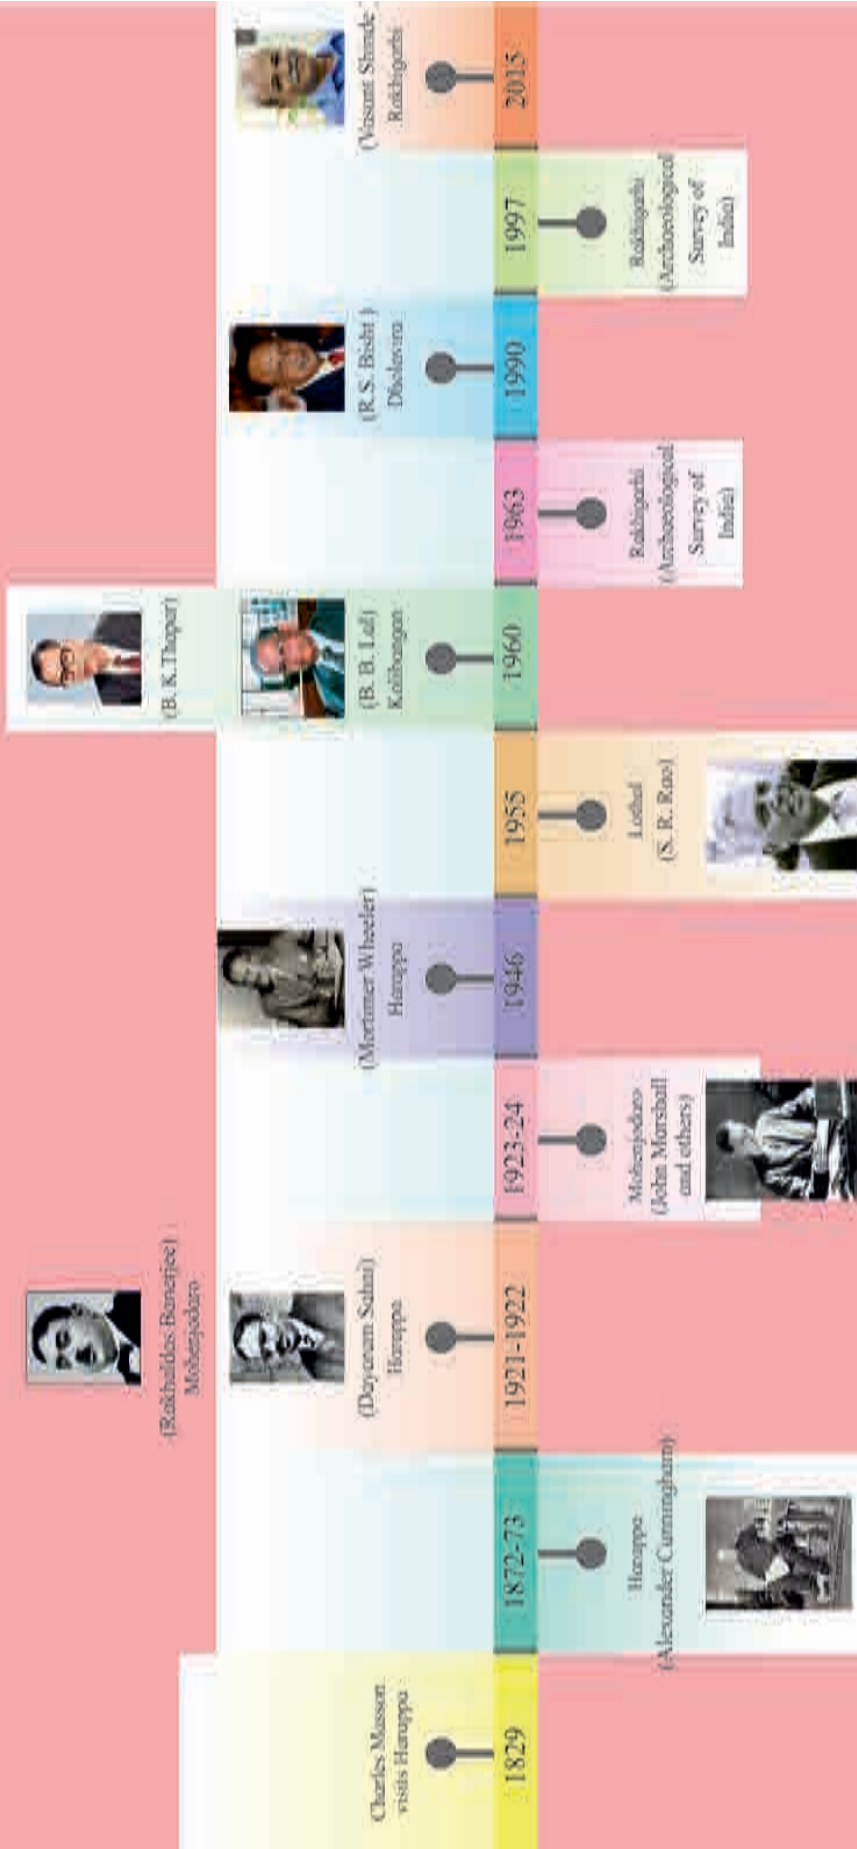 1829
Charles Masson
visits Harappa
1872-73
Harappa
(Alexander Cunningham)
1921-1922
(Dayaram Sahni)
Harappa
(Rakhaldas Banerjee)
Mohenjodaro
1923-24
Mohenjodaro
(John Marshall
and others)
1946
(Mortimer Wheeler)
Harappa
1955
Lothal
(S. R. Rao)
1960
(B. B. Lal)
Kalibangan
(B. K.Thapar)
1963
Rakhigarhi
(Archaeological
Survey of
India)
1990
(R.S. Bisht )
Dholavira
1997
Rakhigarhi
(Archaeological
Survey of
India)
2015
(Vasant Shinde
Rakhigarhi